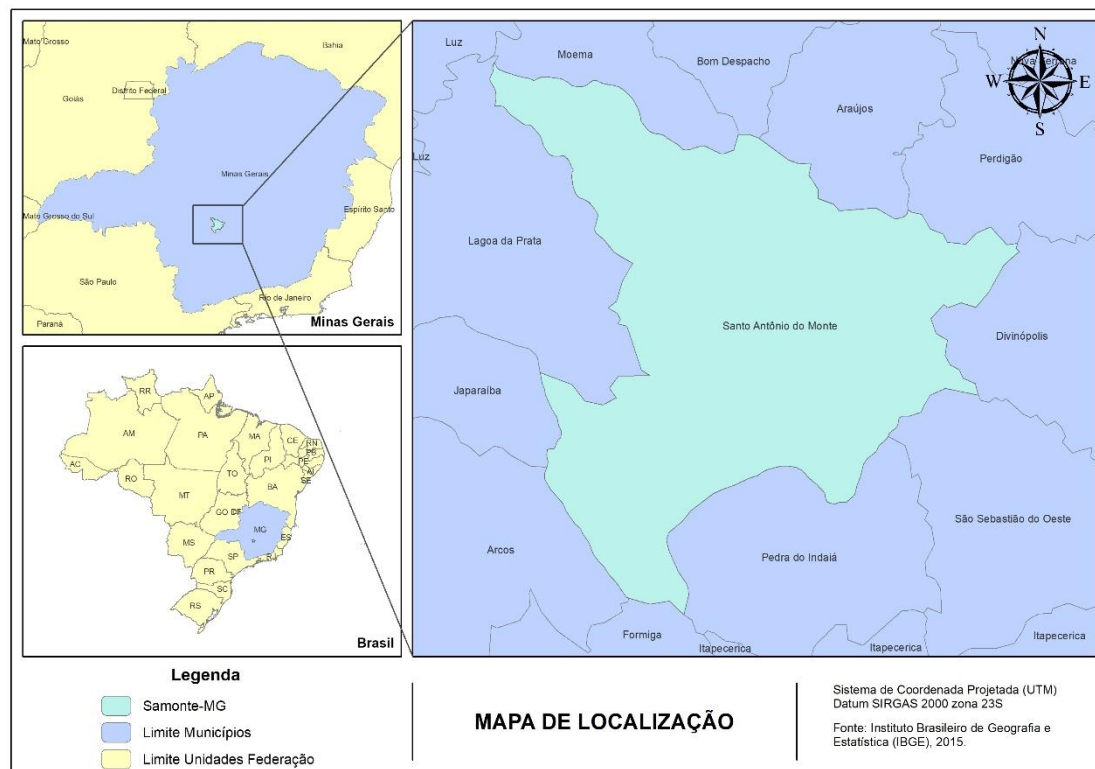 Mato Grosso
Bahia
Goiás
Distrito Federal
Minas Gerais
Mato Grosso do Sul
Espírito Santo
São Paulo
Rio de Janeiro
Paraná
Minas Gerais
RR
AP
AM
PA
MA
CE
RN
PB
PE
AL
SE
PI
AC
RO
TO
BA
MT
GO
DF
MG
ES
MS
SP
RJ
PR
SC
RS
Brasil
Luz
Moema
Bom Despacho
Nova Serrana
N
W
E
S
Araújos
Luz
Perdigão
Lagoa da Prata
Santo Antônio do Monte
Divinópolis
Japaraíba
São Sebastião do Oeste
Arcos
Pedra do Indaiá
Formiga
Itapecerica
Itapecerica
Itapecerica
Legenda
Samonte-MG
Limite Municípios
Limite Unidades Federação
MAPA DE LOCALIZAÇÃO
Sistema de Coordenada Projetada (UTM)
Datum SIRGAS 2000 zona 23S
Fonte: Instituto Brasileiro de Geografia e
Estatística (IBGE), 2015.